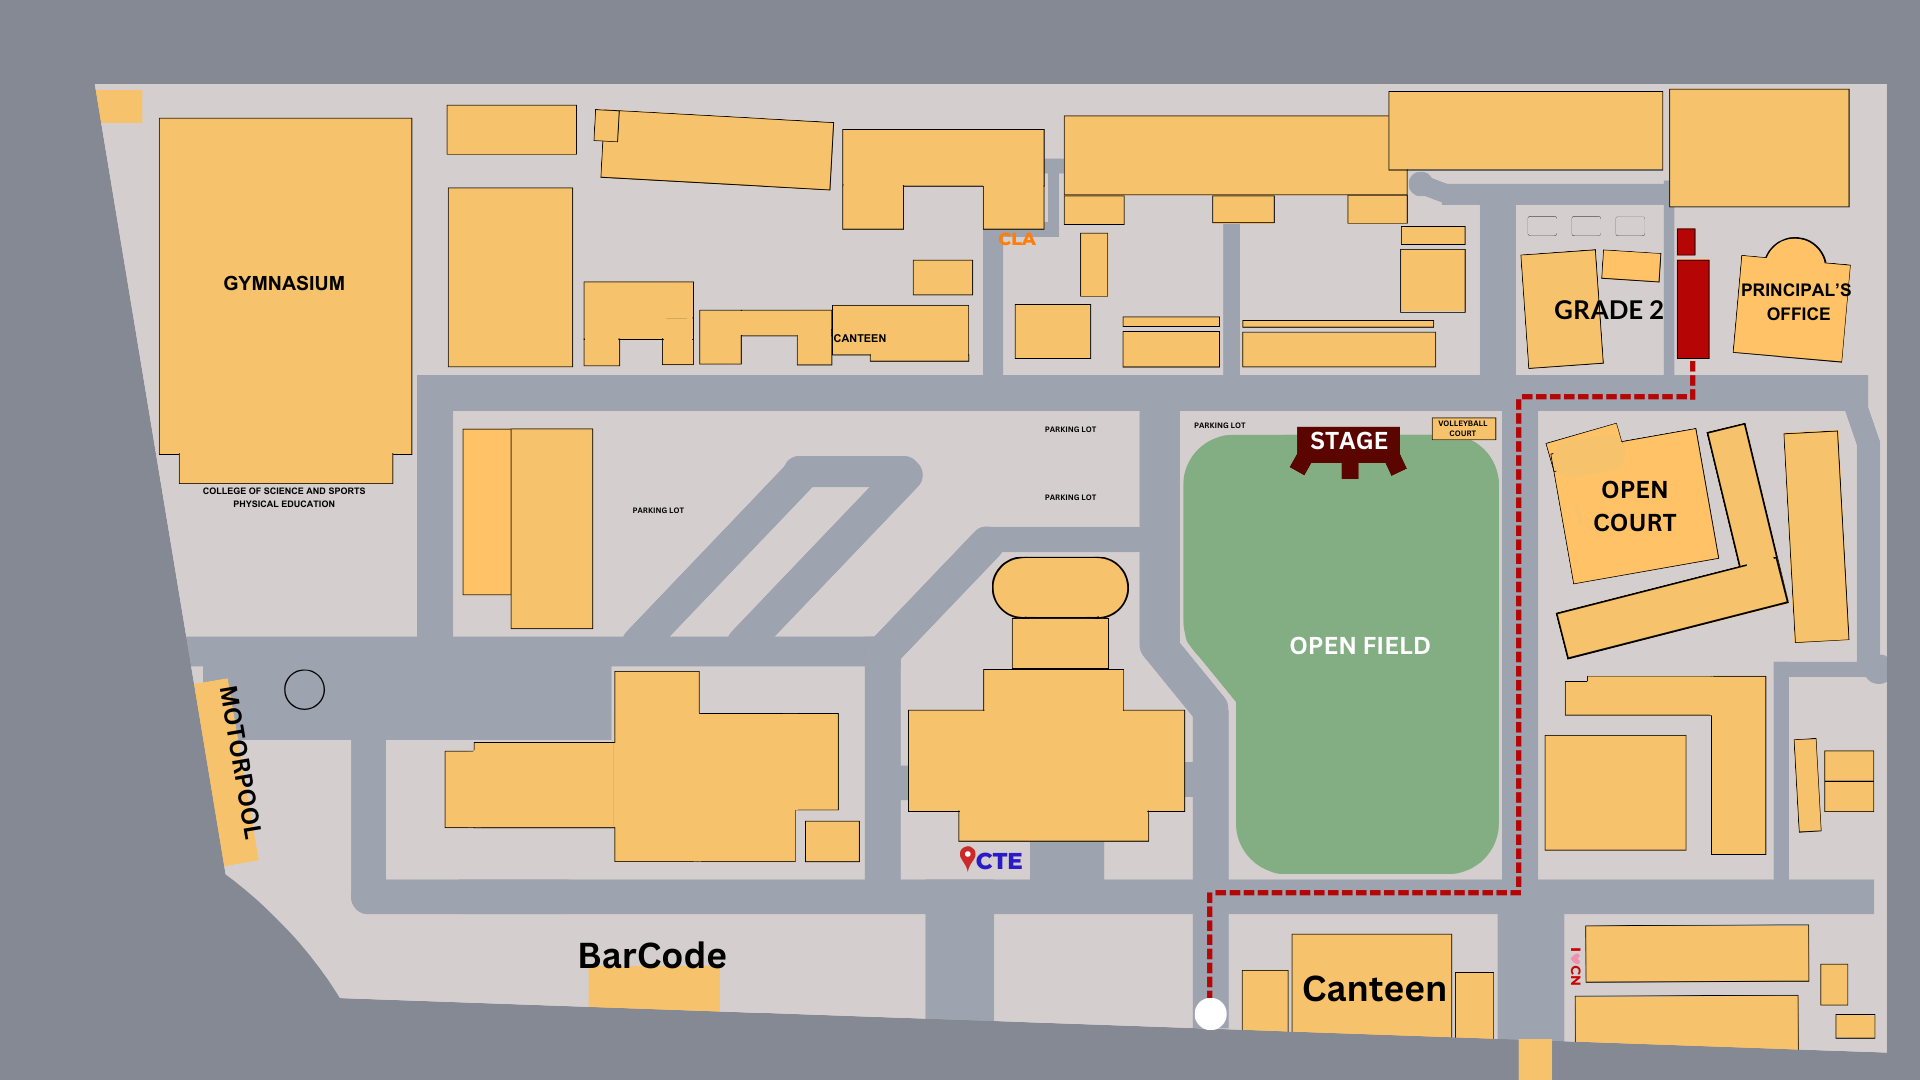 CLA
GYMNASIUM
PRINCIPAL'S
OFFICE
GRADE 2
CANTEEN
PARKING LOT
PARKING LOT
VOLLEYBALL
COURT
STAGE
COLLEGE OF SCIENCE AND SPORTS
PHYSICAL EDUCATION
PARKING LOT
PARKING LOT
OPEN
COURT
OPEN FIELD
MOTORPOOL
CTE
BarCode
Canteen
I ♥ CN